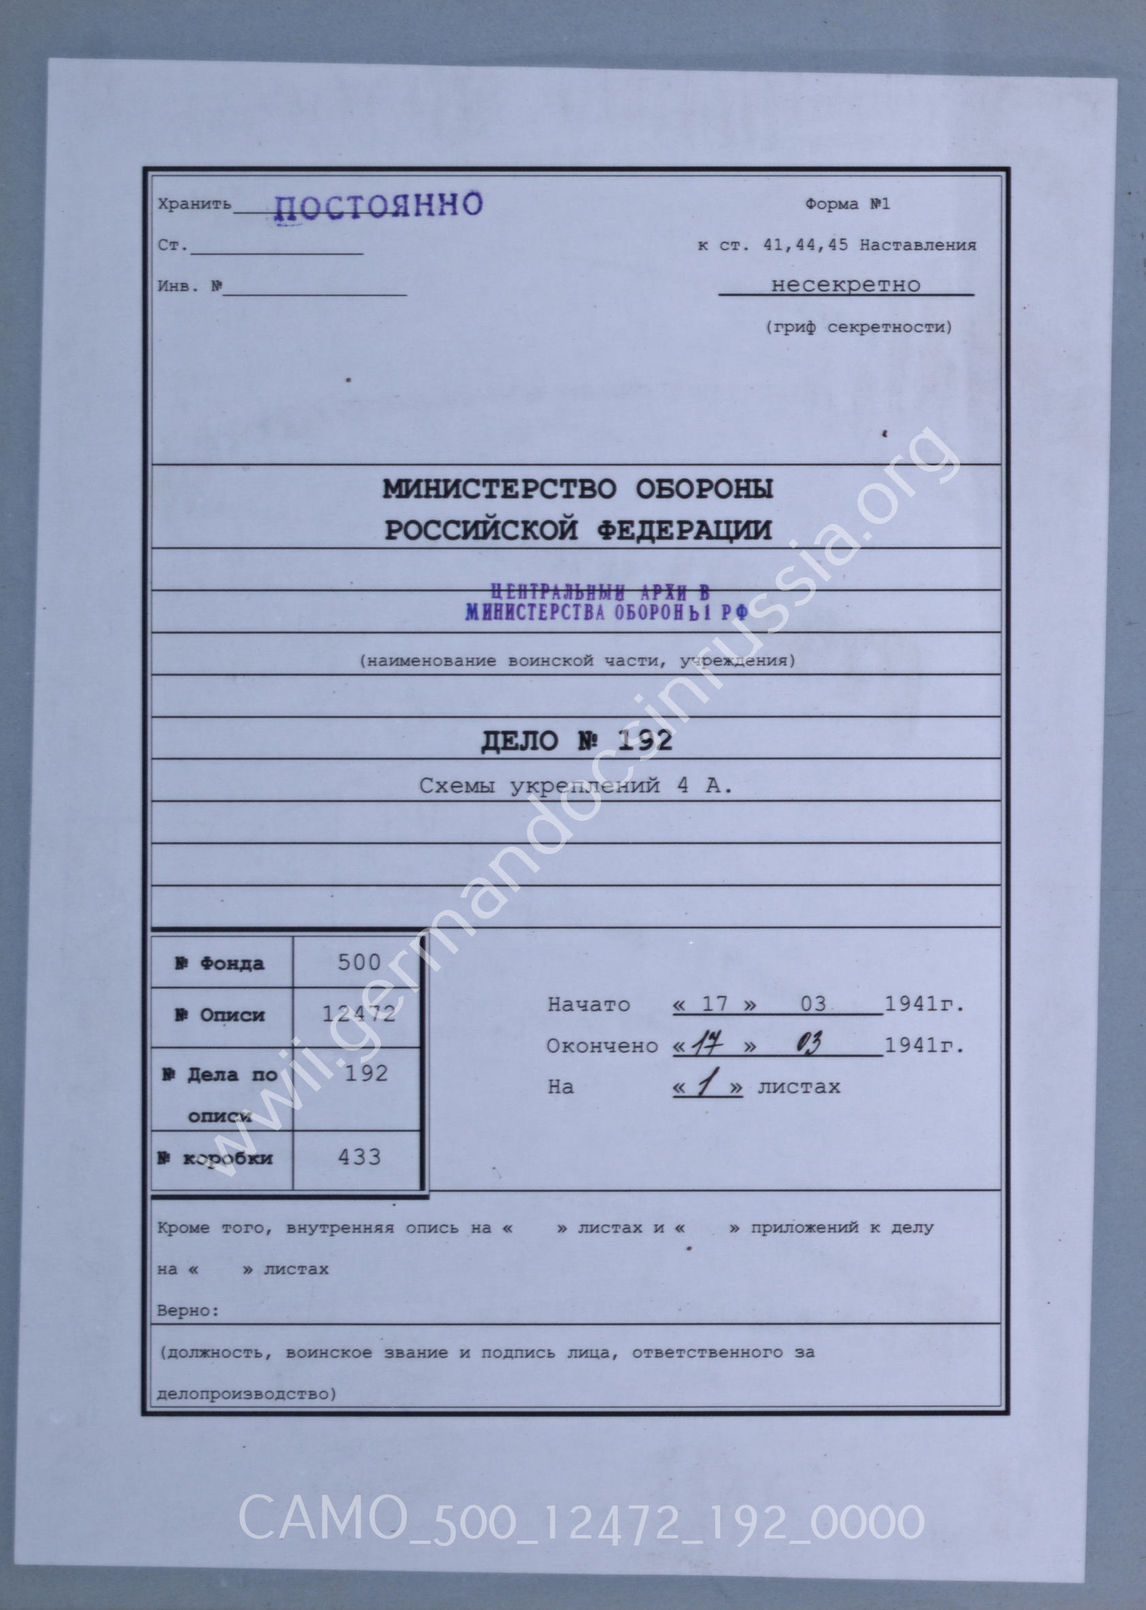 Хранить ПОСТОЯННО
Форма №1
Ст.
к ст. 41,44,45 Наставления
Инв. №
несекретно
(гриф секретности)
МИНИСТЕРСТВО ОБОРОНЫ
РОССИЙСКОЙ ФЕДЕРАЦИИ
ЦЕНТРАЛЬНЫЙ АРХИВ
МИНИСТЕРСТВА ОБОРОНЫ РФ
(наименование воинской части, учреждения)
ДЕЛО № 192
Схемы укреплений 4 А.
№ Фонда 500
№ Описи 12472
№ Дела по 192
описи
№ коробки 433
Начато « 17 » 03 1941г.
Окончено « 17 » 03 1941г.
На « 1 » листах
Кроме того, внутренняя опись на « » листах и « » приложений к делу
на « » листах
Верно:
(должность, воинское звание и подпись лица, ответственного за
делопроизводство)
wwii.germandocsinrussia.org
CAMO_500_12472_192_0000